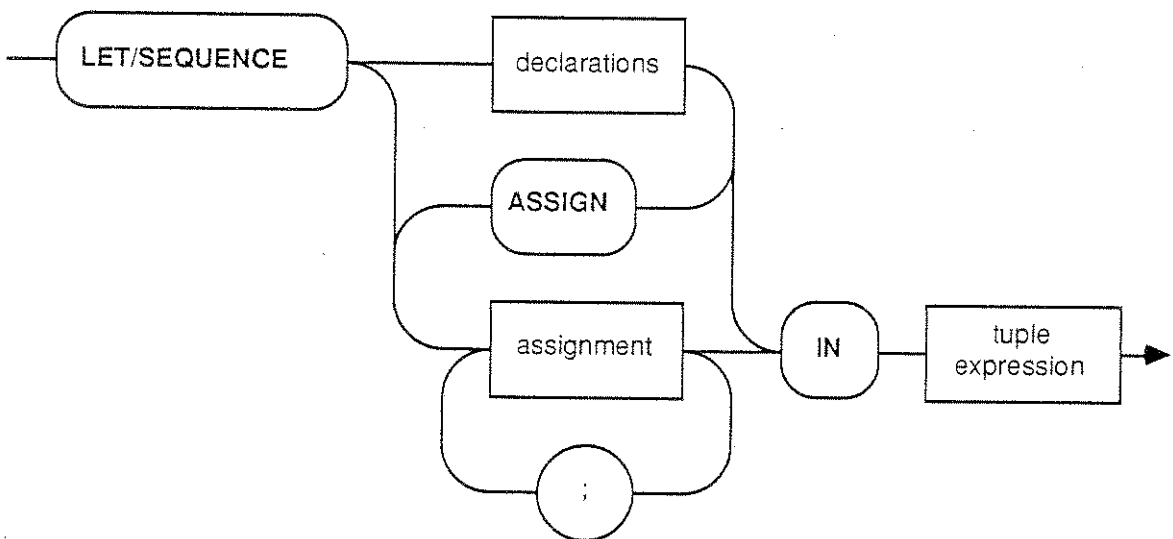 LET/SEQUENCE
declarations
ASSIGN
assignment
;
IN
tuple
expression